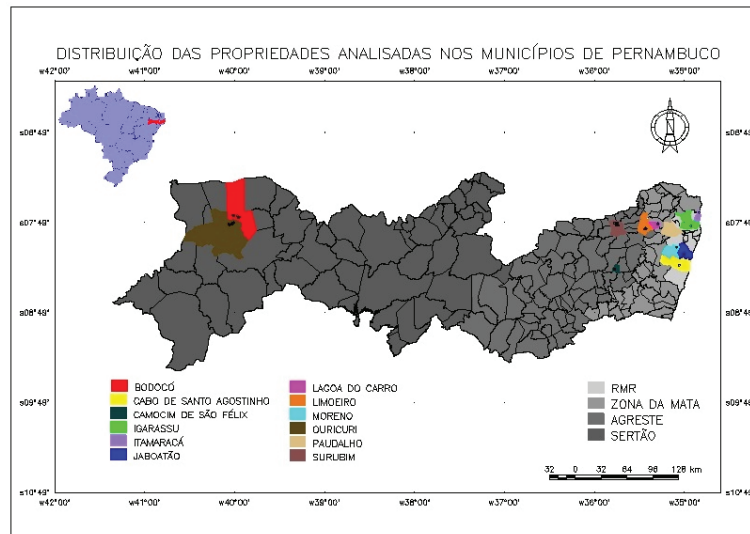 DISTRIBUIÇÃO DAS PROPRIEDADES ANALISADAS NOS MUNICÍPIOS DE PERNAMBUCO
w42°00' w41°00' w40°00' w39°00' w38°00' w37°00' w36°00' w35°00'
s06°49'
s07°49' s07°49'
s08°49' s08°49'
s09°49' s09°49'
s10°49' s10°49'
BODOCÓ
CABO DE SANTO AGOSTINHO
CAMOCIM DE SÃO FÉLIX
IGARASSU
ITAMARACÁ
JABOATÃO
LAGOA DO CARRO
LIMOEIRO
MORENO
OURICURI
PAUDALHO
SURUBIM
RMR
ZONA DA MATA
AGRESTE
SERTÃO
32 0 32 64 96 128 km
w42°00' w41°00' w40°00' w39°00' w38°00' w37°00' w36°00' w35°00'